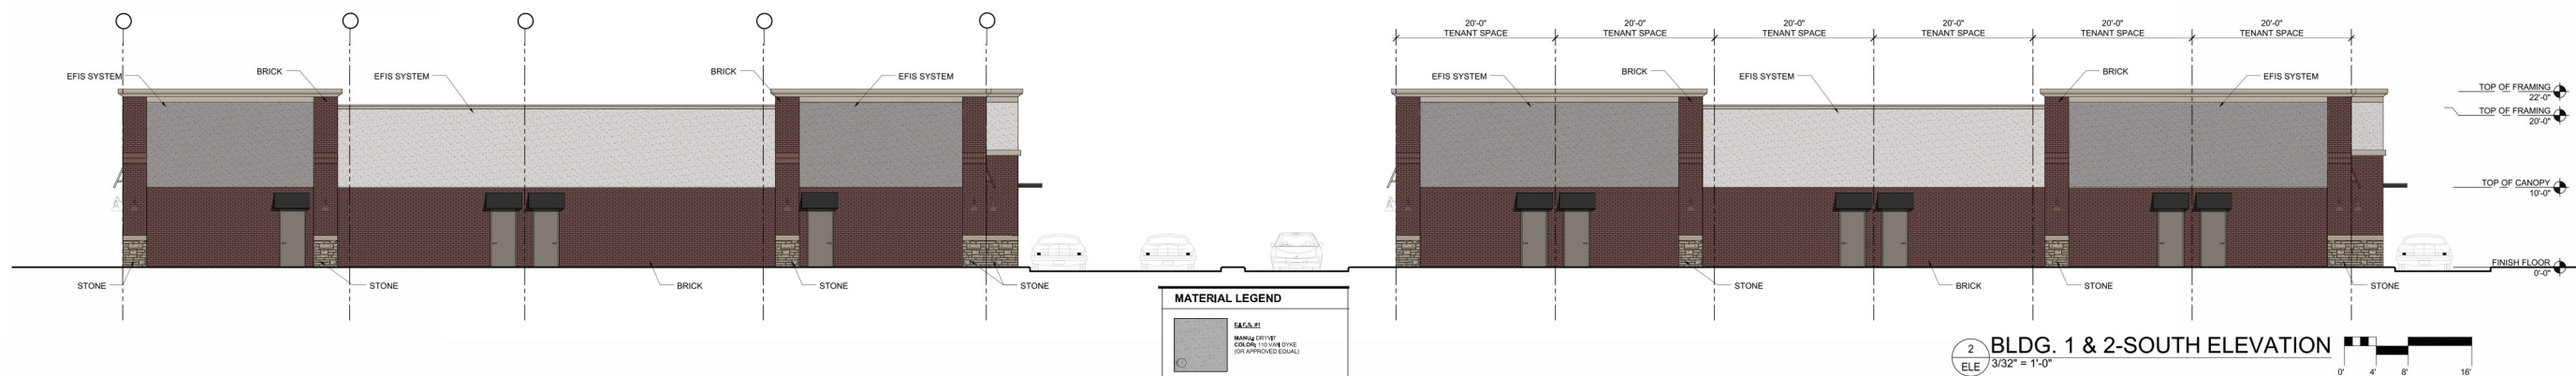 20'-0" 20'-0" 20'-0" 20'-0" 20'-0" 20'-0"
TENANT SPACE TENANT SPACE TENANT SPACE TENANT SPACE TENANT SPACE TENANT SPACE
EFIS SYSTEM
BRICK
EFIS SYSTEM
BRICK
EFIS SYSTEM
EFIS SYSTEM
BRICK
EFIS SYSTEM
BRICK
EFIS SYSTEM
TOP OF FRAMING
22'-0"
TOP OF FRAMING
20'-0"
TOP OF CANOPY
10'-0"
FINISH FLOOR
0'-0"
STONE
STONE
BRICK
STONE
STONE
STONE
BRICK
STONE
STONE
MATERIAL LEGEND
E.I.F.S. #1
MANU: DRYVIT
COLOR: 110 VAN DYKE
(OR APPROVED EQUAL)
2
ELE
BLDG. 1 & 2-SOUTH ELEVATION
3/32" = 1'-0"
0' 4' 8' 16'